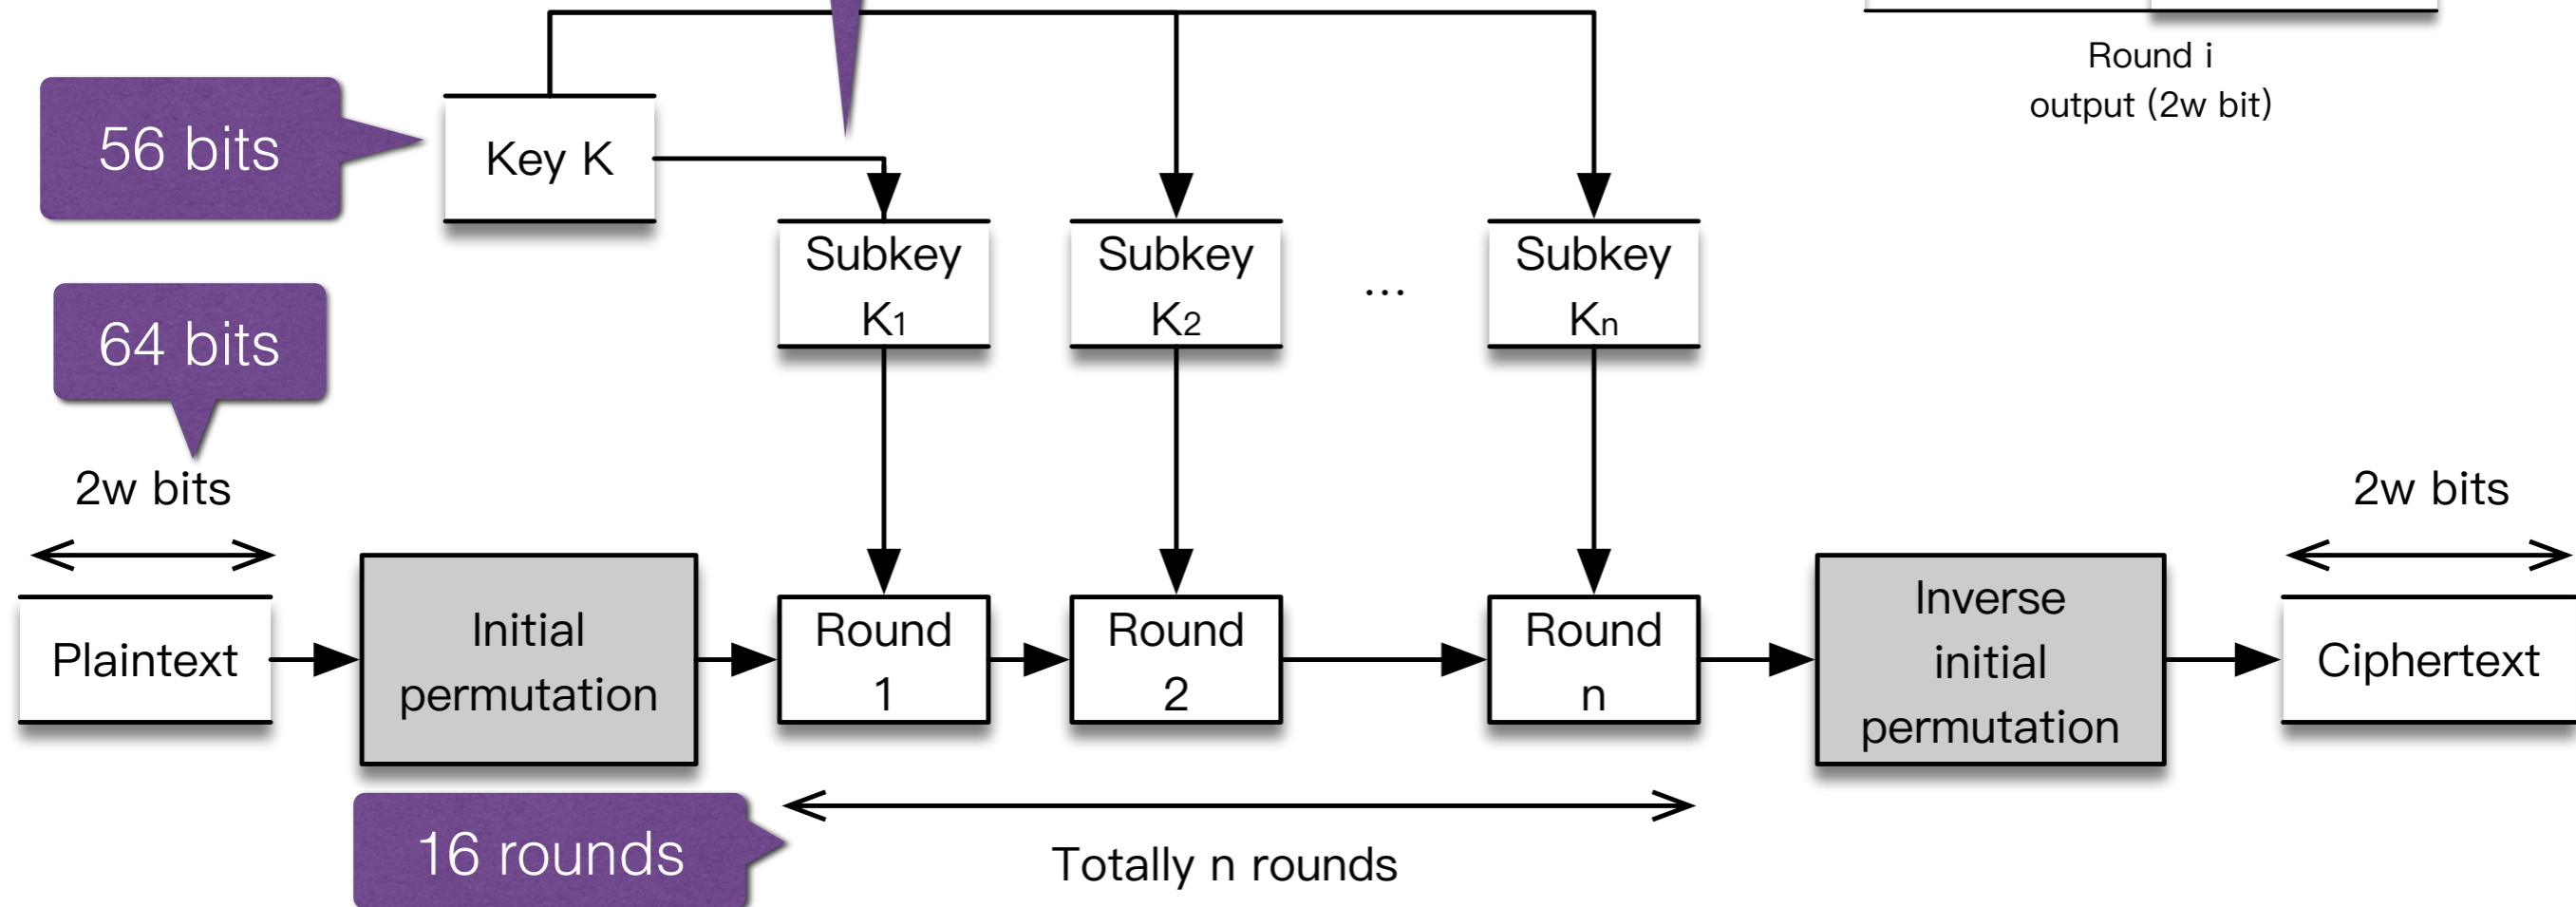 Round i
output (2w bit)
56 bits
Key K
Subkey
K1
Subkey
K2
...
Subkey
Kn
64 bits
2w bits
2w bits
Plaintext
Initial
permutation
Round
1
Round
2
Round
n
Inverse
initial
permutation
Ciphertext
16 rounds
Totally n rounds